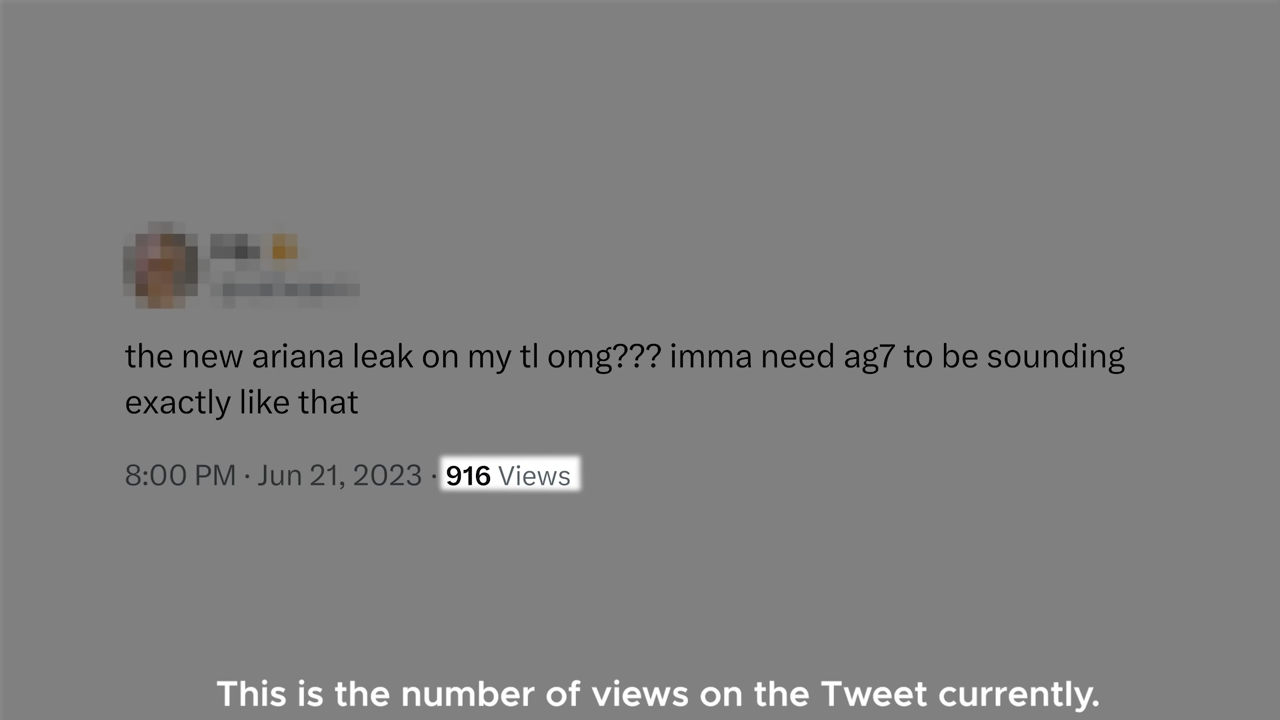 the new ariana leak on my tl omg??? imma need ag7 to be sounding
exactly like that
8:00 PM · Jun 21, 2023 · 916 Views
This is the number of views on the Tweet currently.